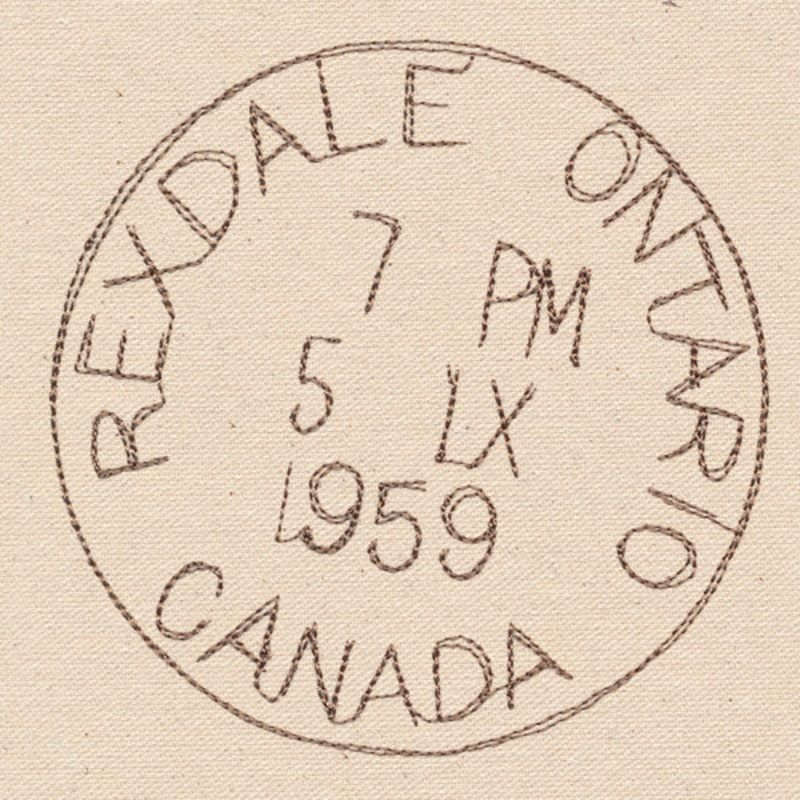 REXDALE ONTARIO
7 PM
5 IX
1959
CANADA